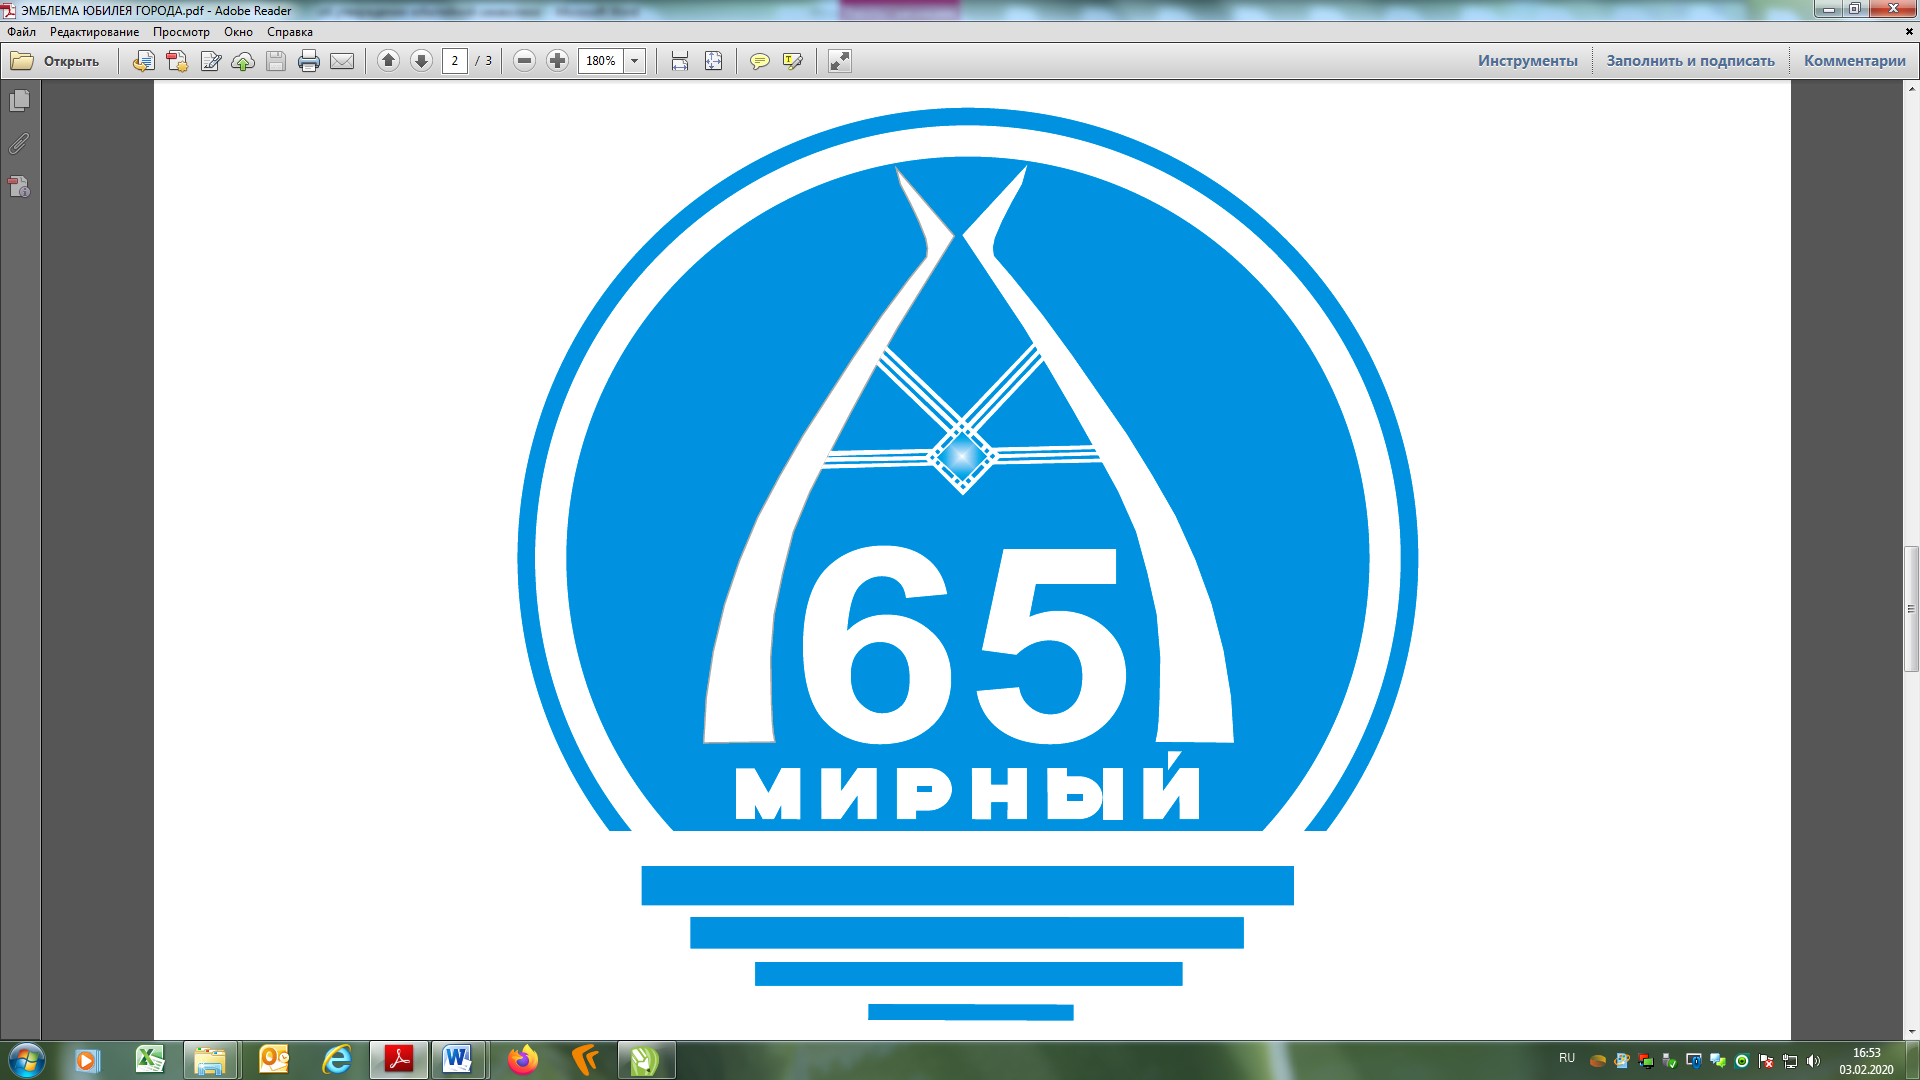 ЭМБЛЕМА ЮБИЛЕЯ ГОРОДА.pdf - Adobe Reader
Файл Редактирование Просмотр Окно Справка
Открыть 2 / 3 180% Инструменты Заполнить и подписать Комментарии
65
МИРНЫЙ
RU 16:53
03.02.2020